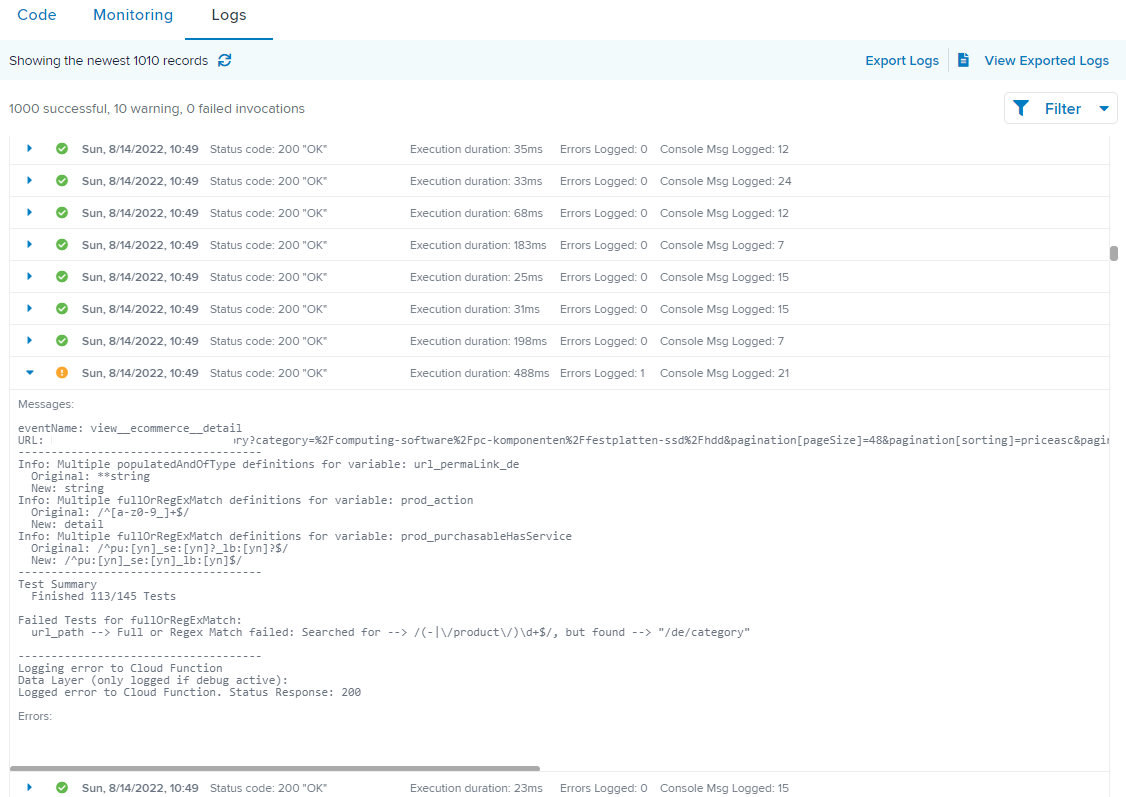 Code Monitoring Logs
Showing the newest 1010 records Export Logs View Exported Logs
1000 successful, 10 warning, 0 failed invocations Filter
Sun, 8/14/2022, 10:49 Status code: 200 "OK" Execution duration: 35ms Errors Logged: 0 Console Msg Logged: 12
Sun, 8/14/2022, 10:49 Status code: 200 "OK" Execution duration: 33ms Errors Logged: 0 Console Msg Logged: 24
Sun, 8/14/2022, 10:49 Status code: 200 "OK" Execution duration: 68ms Errors Logged: 0 Console Msg Logged: 12
Sun, 8/14/2022, 10:49 Status code: 200 "OK" Execution duration: 183ms Errors Logged: 0 Console Msg Logged: 7
Sun, 8/14/2022, 10:49 Status code: 200 "OK" Execution duration: 25ms Errors Logged: 0 Console Msg Logged: 15
Sun, 8/14/2022, 10:49 Status code: 200 "OK" Execution duration: 31ms Errors Logged: 0 Console Msg Logged: 15
Sun, 8/14/2022, 10:49 Status code: 200 "OK" Execution duration: 198ms Errors Logged: 0 Console Msg Logged: 7
Sun, 8/14/2022, 10:49 Status code: 200 "OK" Execution duration: 488ms Errors Logged: 1 Console Msg Logged: 21
Messages:
eventName: view__ecommerce__detail
URL: ry?category=%2Fcomputing-software%2Fpc-komponenten%2Ffestplatten-ssd%2Fhdd&pagination[pageSize]=48&pagination[sorting]=priceasc&pagin
-------------------------------------
Info: Multiple populatedAndOfType definitions for variable: url_permaLink_de
Original: **string
New: string
Info: Multiple fullOrRegExMatch definitions for variable: prod_action
Original: /^[a-z0-9_]+$/
New: detail
Info: Multiple fullOrRegExMatch definitions for variable: prod_purchasableHasService
Original: /^pu:[yn]_se:[yn]?_lb:[yn]?$/
New: /^pu:[yn]_se:[yn]_lb:[yn]$/
-------------------------------------
Test Summary
Finished 113/145 Tests
Failed Tests for fullOrRegExMatch:
url_path --> Full or Regex Match failed: Searched for --> /(-|\/product\/)\d+$/, but found --> "/de/category"
-------------------------------------
Logging error to Cloud Function
Data Layer (only logged if debug active):
Logged error to Cloud Function. Status Response: 200
Errors:
Sun, 8/14/2022, 10:49 Status code: 200 "OK" Execution duration: 23ms Errors Logged: 0 Console Msg Logged: 15